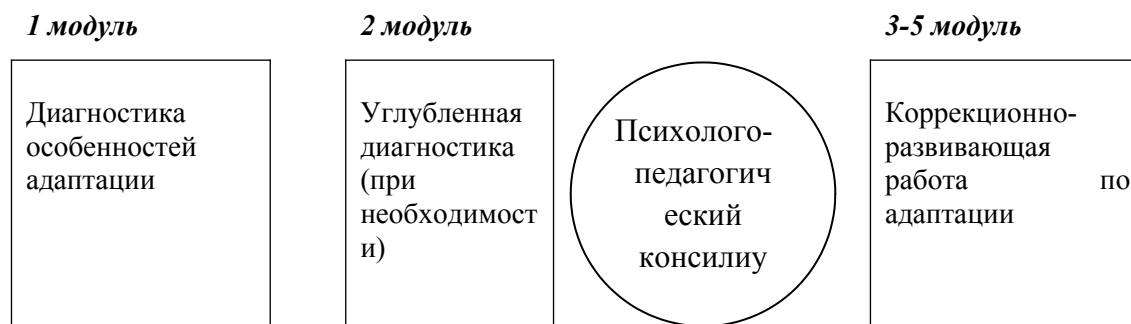 1 модуль
2 модуль
3-5 модуль
Диагностика
особенностей
адаптации
Углубленная
диагностика
(при
необходимост
и)
Психолого-
педагогич
еский
консилиу
Коррекционно-
развивающая
работа по
адаптации